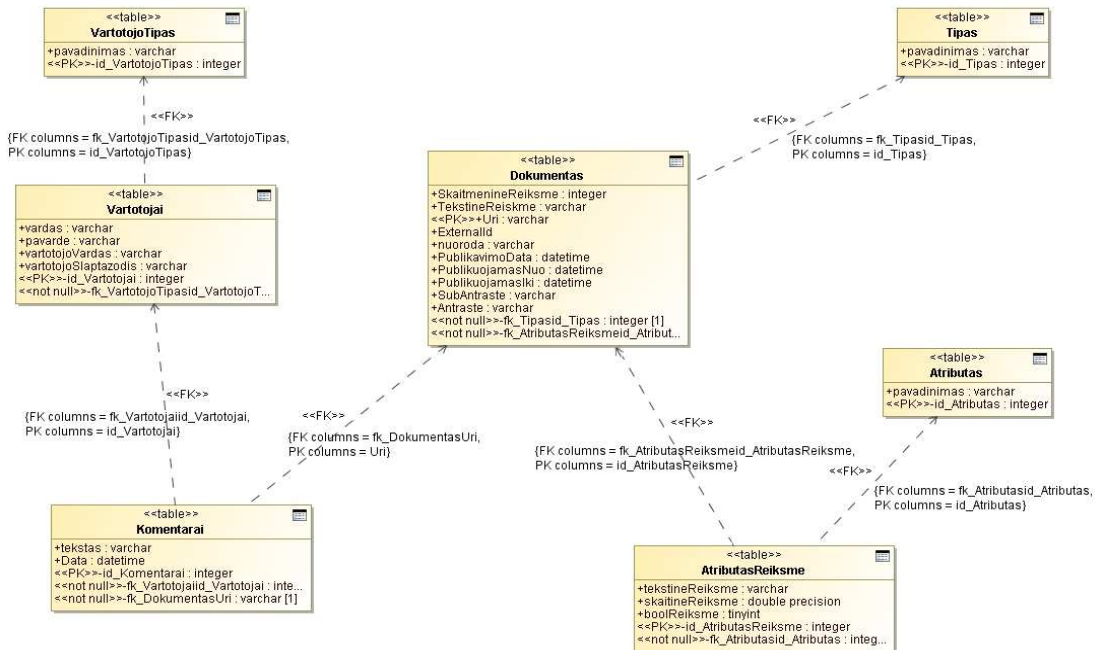 <<table>>
VartotojoTipas
+pavadinimas : varchar
<<PK>>-id_VartotojoTipas : integer
<<table>>
Tipas
+pavadinimas : varchar
<<PK>>-id_Tipas : integer
<<FK>>
{FK columns = fk_VartotojoTipasid_VartotojoTipas,
PK columns = id_VartotojoTipas}
<<FK>>
{FK columns = fk_Tipasid_Tipas,
PK columns = id_Tipas}
<<table>>
Vartotojai
+vardas : varchar
+pavarde : varchar
+vartotojoVardas : varchar
+vartotojoSlaptazodis : varchar
<<PK>>-id_Vartotojai : integer
<<not null>>-fk_VartotojoTipasid_VartotojoT...
<<table>>
Dokumentas
+SkaitmenineReiksme : integer
+TekstineReiskme : varchar
<<PK>>+Uri : varchar
+ExternalId
+nuoroda : varchar
+PublikavimoData : datetime
+PublikuojamasNuo : datetime
+PublikuojamasIki : datetime
+SubAntraste : varchar
+Antraste : varchar
<<not null>>-fk_Tipasid_Tipas : integer [1]
<<not null>>-fk_AtributasReiksmeid_Atribut...
<<table>>
Atributas
+pavadinimas : varchar
<<PK>>-id_Atributas : integer
<<FK>>
{FK columns = fk_Vartotojaiid_Vartotojai,
PK columns = id_Vartotojai}
<<FK>>
{FK columns = fk_DokumentasUri,
PK columns = Uri}
<<FK>>
{FK columns = fk_AtributasReiksmeid_AtributasReiksme,
PK columns = id_AtributasReiksme}
<<FK>>
{FK columns = fk_Atributasid_Atributas,
PK columns = id_Atributas}
<<table>>
Komentarai
+tekstas : varchar
+Data : datetime
<<PK>>-id_Komentarai : integer
<<not null>>-fk_Vartotojaiid_Vartotojai : inte...
<<not null>>-fk_DokumentasUri : varchar [1]
<<table>>
AtributasReiksme
+tekstineReiksme : varchar
+skaitineReiksme : double precision
+boolReiksme : tinyint
<<PK>>-id_AtributasReiksme : integer
<<not null>>-fk_Atributasid_Atributas : integ...